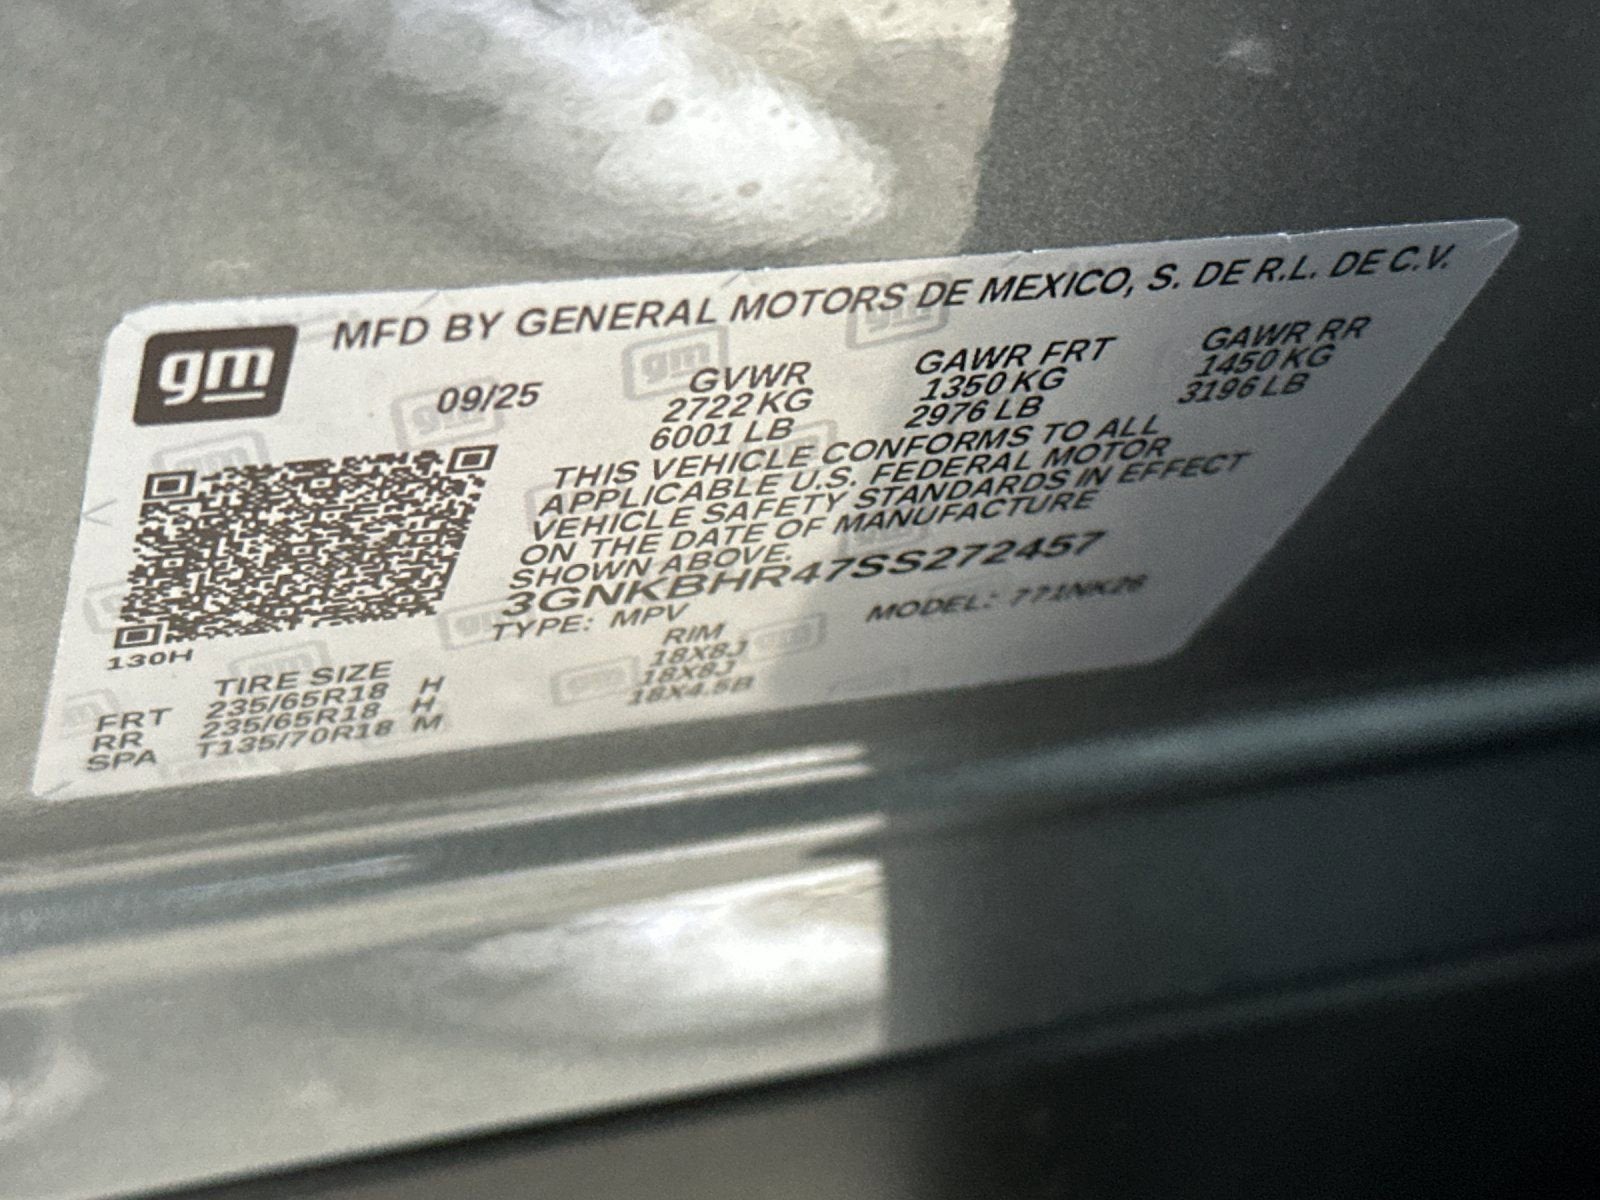 gm
MFD BY GENERAL MOTORS DE MEXICO, S. DE R.L. DE C.V.
09/25
GVWR GAWR FRT GAWR RR
2722 KG 1350 KG 1450 KG
6001 LB 2976 LB 3196 LB
THIS VEHICLE CONFORMS TO ALL
APPLICABLE U.S. FEDERAL MOTOR
VEHICLE SAFETY STANDARDS IN EFFECT
ON THE DATE OF MANUFACTURE
SHOWN ABOVE.
3GNKBHR47SS272457
TYPE: MPV MODEL: 771NK26
130H
TIRE SIZE RIM
FRT 235/65R18 H 18X8J
RR 235/65R18 H 18X8J
SPA T135/70R18 M 18X4.5B